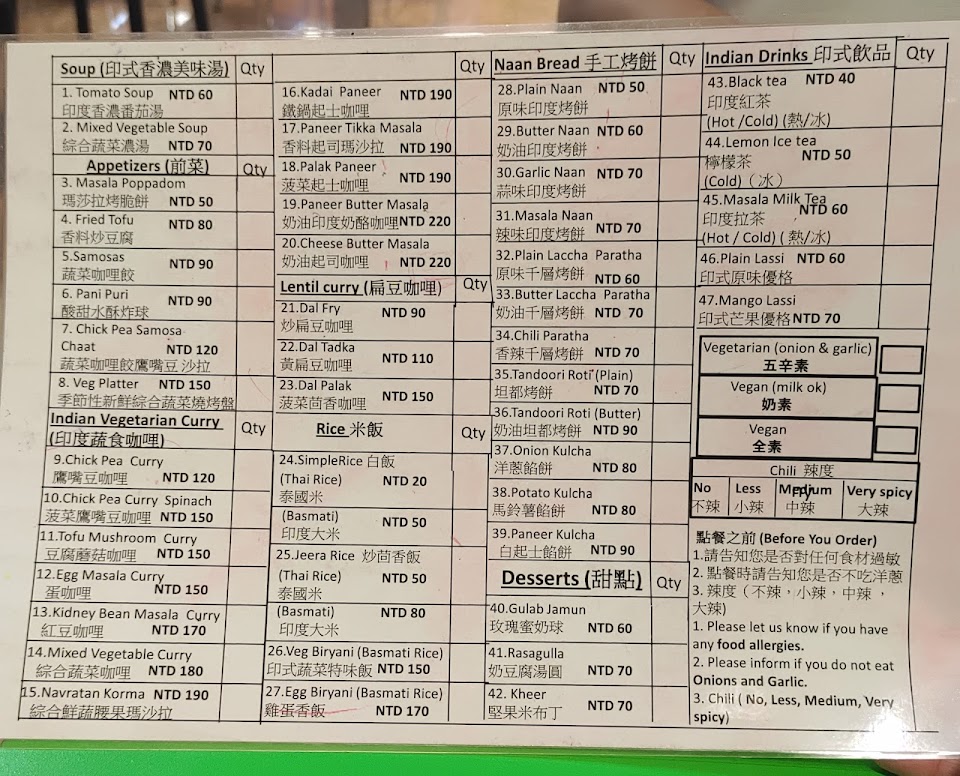 Soup (印式香濃美味湯) Qty
1. Tomato Soup NTD 60
印度香濃番茄湯
2. Mixed Vegetable Soup
綜合蔬菜濃湯 NTD 70
Appetizers (前菜) Qty
3. Masala Poppadom
瑪莎拉烤脆餅 NTD 50
4. Fried Tofu NTD 80
香料炒豆腐
5.Samosas
蔬菜咖哩餃 NTD 90
6. Pani Puri NTD 90
酸甜水酥炸球
7. Chick Pea Samosa
Chaat NTD 120
蔬菜咖哩餃鷹嘴豆沙拉
8. Veg Platter NTD 150
季節性新鮮綜合蔬菜燒烤盤
Indian Vegetarian Curry Qty
(印度蔬食咖哩)
9.Chick Pea Curry
鷹嘴豆咖哩 NTD 120
10.Chick Pea Curry Spinach
菠菜鷹嘴豆咖哩 NTD 150
11.Tofu Mushroom Curry
豆腐蘑菇咖哩 NTD 150
12.Egg Masala Curry
蛋咖哩 NTD 150
13.Kidney Bean Masala Curry
紅豆咖哩 NTD 170
14.Mixed Vegetable Curry
綜合蔬菜咖哩 NTD 180
15.Navratan Korma NTD 190
綜合鮮蔬腰果瑪沙拉
Qty
16.Kadai Paneer NTD 190
鐵鍋起士咖哩
17.Paneer Tikka Masala
香料起司瑪沙拉 NTD 190
18.Palak Paneer
菠菜起士咖哩 NTD 190
19.Paneer Butter Masala
奶油印度奶酪咖哩 NTD 220
20.Cheese Butter Masala
奶油起司咖哩 NTD 220
Lentil curry (扁豆咖哩) Qty
21.Dal Fry NTD 90
炒扁豆咖哩
22.Dal Tadka
黃扁豆咖哩 NTD 110
23.Dal Palak
菠菜茴香咖哩 NTD 150
Rice 米飯 Qty
24.SimpleRice 白飯
(Thai Rice) NTD 20
泰國米
(Basmati) NTD 50
印度大米
25.Jeera Rice 炒茴香飯
(Thai Rice) NTD 50
泰國米
(Basmati) NTD 80
印度大米
26.Veg Biryani (Basmati Rice)
印式蔬菜特味飯 NTD 150
27.Egg Biryani (Basmati Rice)
雞蛋香飯 NTD 170
Naan Bread 手工烤餅 Qty
28.Plain Naan NTD 50
原味印度烤餅
29.Butter Naan NTD 60
奶油印度烤餅
30.Garlic Naan NTD 70
蒜味印度烤餅
31.Masala Naan
辣味印度烤餅 NTD 70
32.Plain Laccha Paratha
原味千層烤餅 NTD 60
33.Butter Laccha Paratha
奶油千層烤餅 NTD 70
34.Chili Paratha
香辣千層烤餅 NTD 70
35.Tandoori Roti (Plain)
坦都烤餅 NTD 70
36.Tandoori Roti (Butter)
奶油坦都烤餅 NTD 90
37.Onion Kulcha
洋蔥餡餅 NTD 80
38.Potato Kulcha
馬鈴薯餡餅 NTD 80
39.Paneer Kulcha
白起士餡餅 NTD 90
Desserts (甜點) Qty
40.Gulab Jamun
玫瑰蜜奶球 NTD 60
41.Rasagulla
奶豆腐湯圓 NTD 70
42. Kheer
堅果米布丁 NTD 70
Indian Drinks 印式飲品 Qty
43.Black tea NTD 40
印度紅茶
(Hot /Cold) (熱/冰)
44.Lemon Ice tea
檸檬茶 NTD 50
(Cold) (冰)
45.Masala Milk Tea
印度拉茶 NTD 60
(Hot / Cold) ( 熱/冰)
46.Plain Lassi NTD 60
印式原味優格
47.Mango Lassi
印式芒果優格 NTD 70
Vegetarian (onion & garlic)
五辛素
Vegan (milk ok)
奶素
Vegan
全素
Chili 辣度
No Less Medium Very spicy
不辣 小辣 中辣 大辣
點餐之前 (Before You Order)
1.請告知您是否對任何食材過敏
2. 點餐時請告知您是否不吃洋蔥
3. 辣度（不辣，小辣，中辣，
大辣)
1. Please let us know if you have
any food allergies.
2. Please inform if you do not eat
Onions and Garlic.
3. Chili ( No, Less, Medium, Very
spicy)